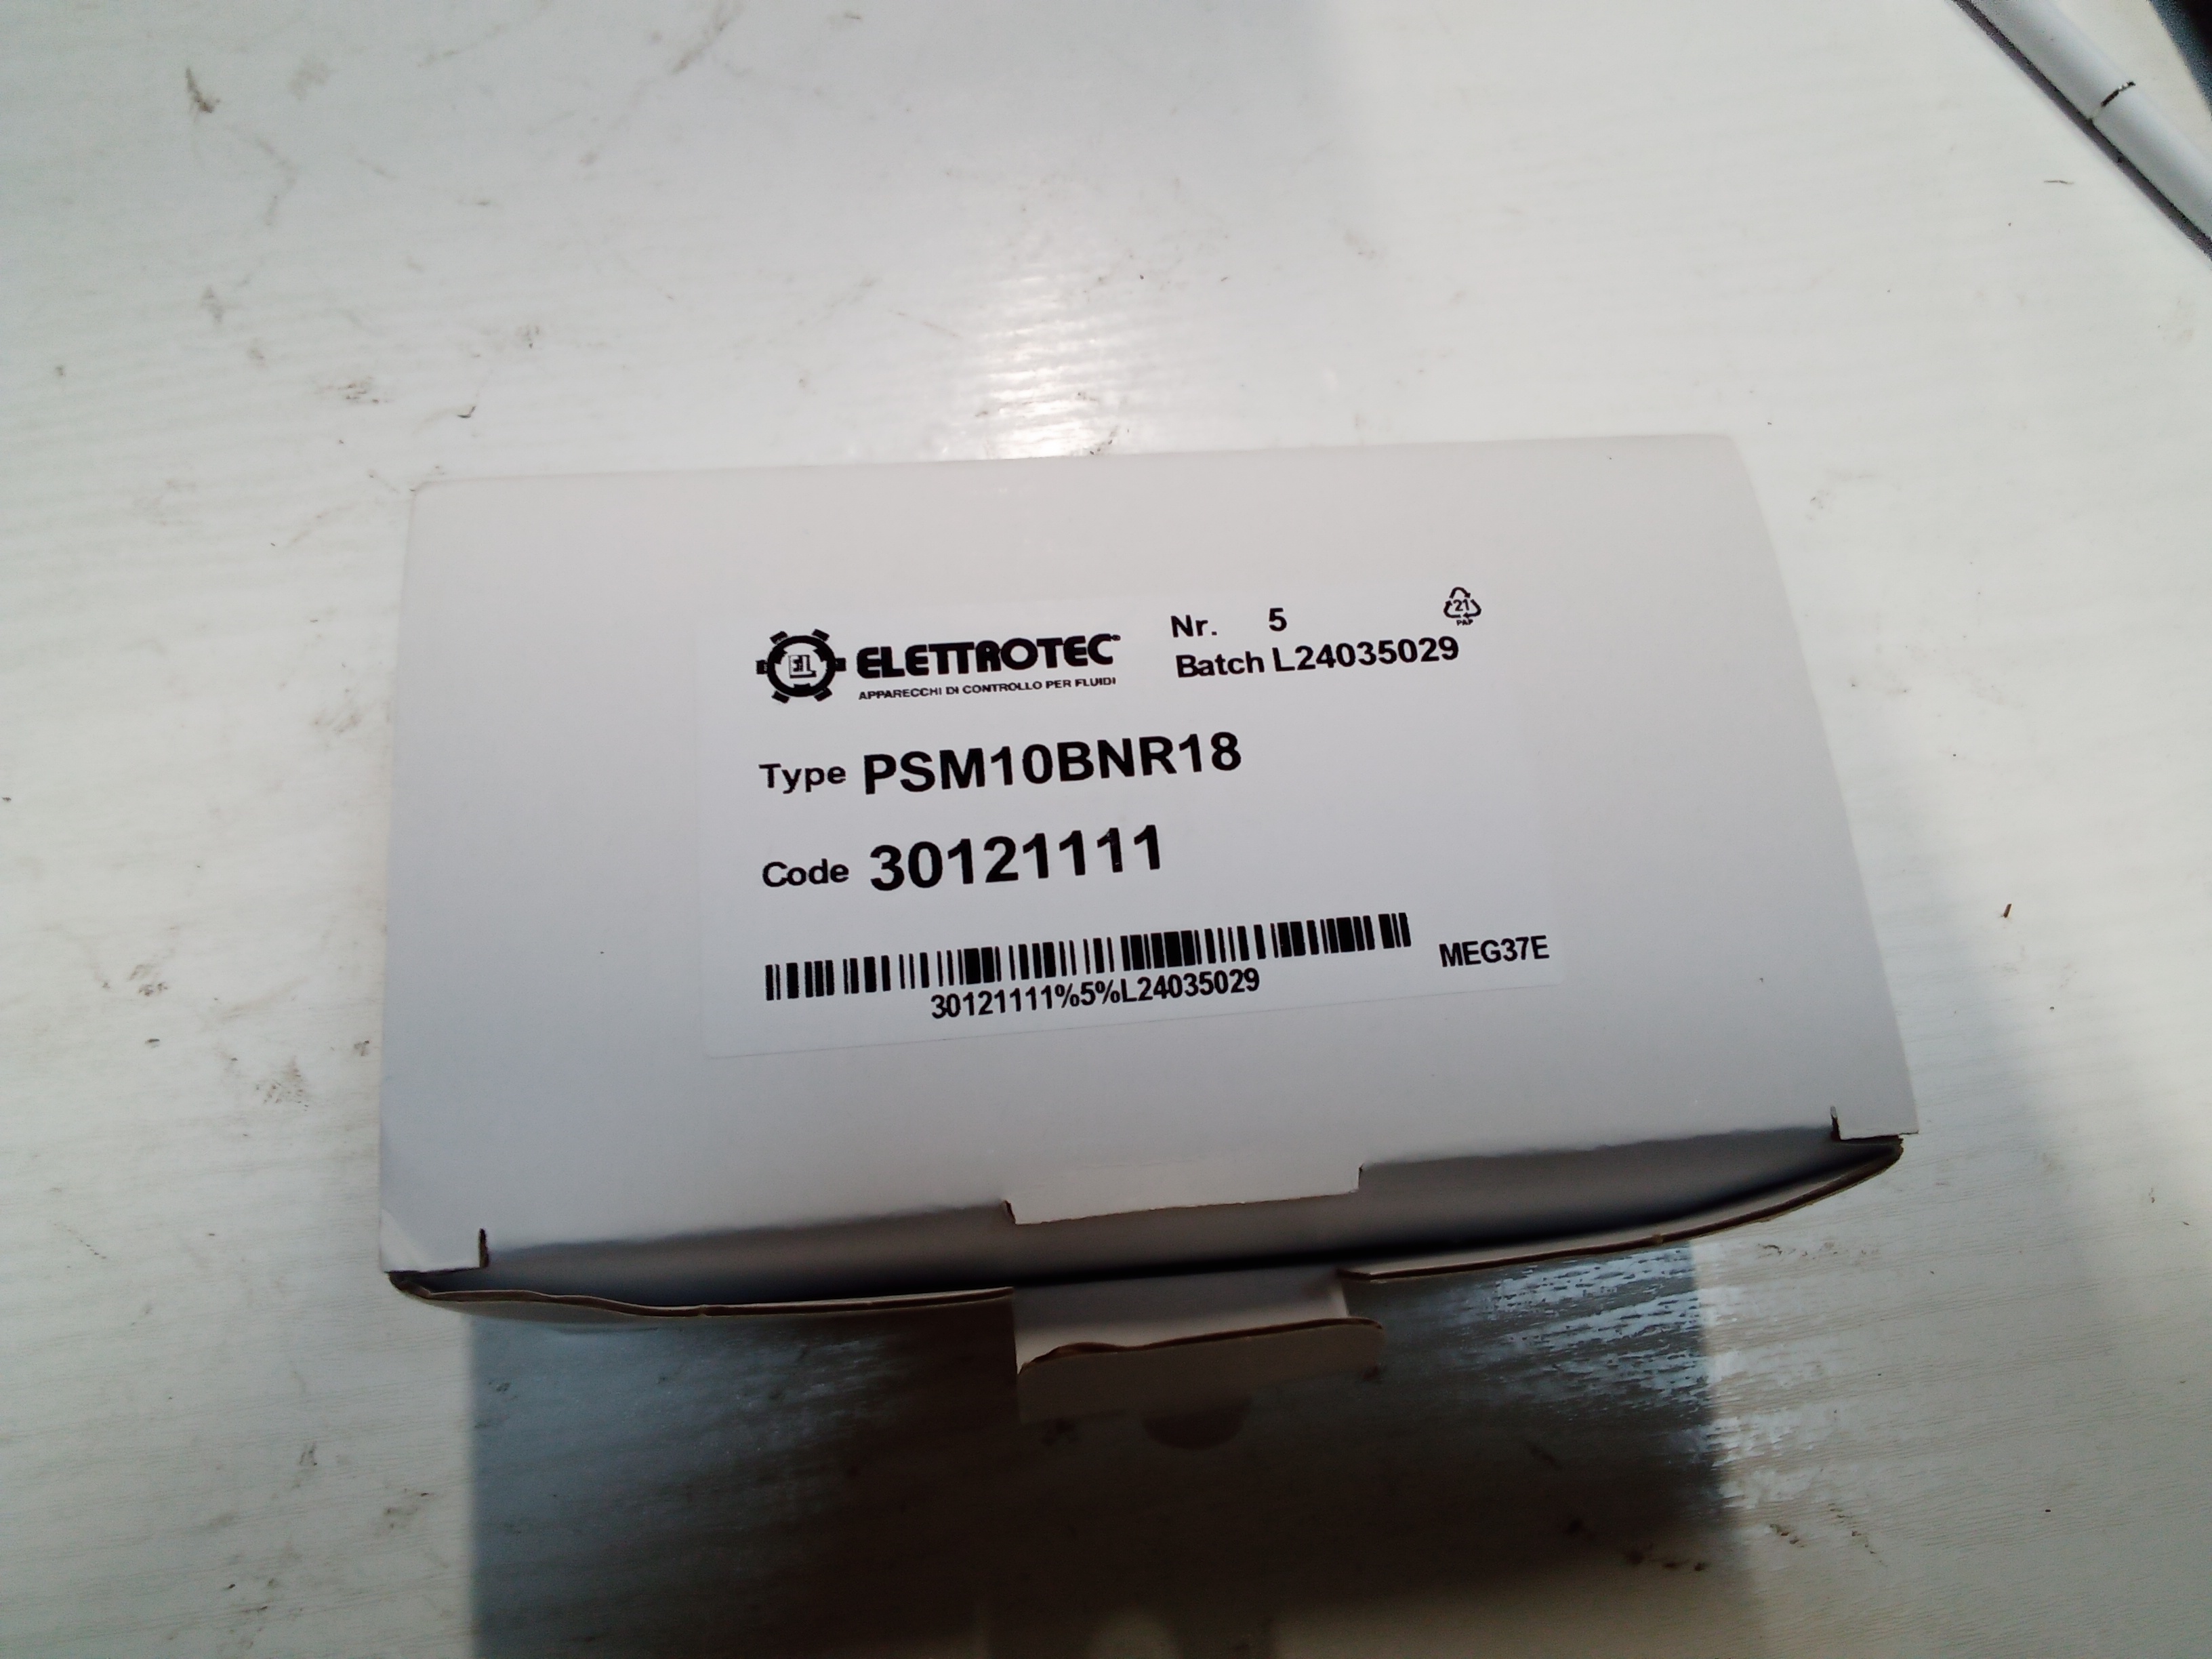 EL ELETTROTEC
APPARECCHI DI CONTROLLO PER FLUIDI
Nr. 5
Batch L24035029
21
PAP
Type PSM10BNR18
Code 30121111
30121111%5%L24035029
MEG37E